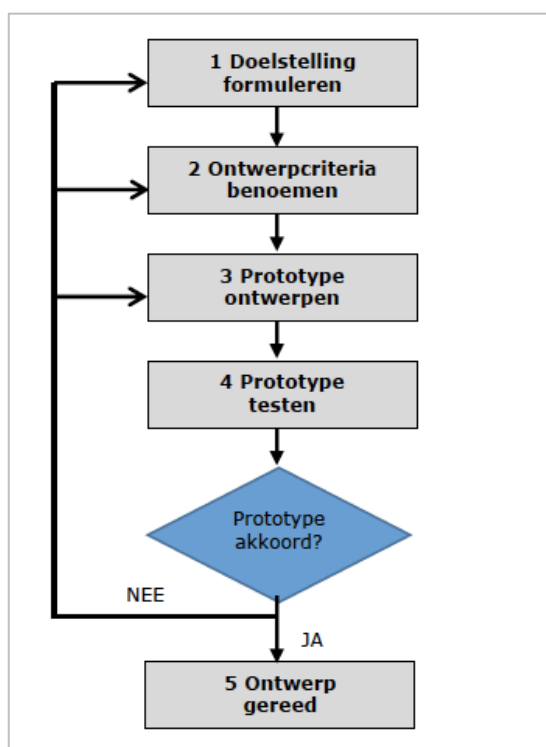 1 Doelstelling
formuleren
2 Ontwerpcriteria
benoemen
3 Prototype
ontwerpen
4 Prototype
testen
Prototype
akkoord?
NEE
JA
5 Ontwerp
gereed